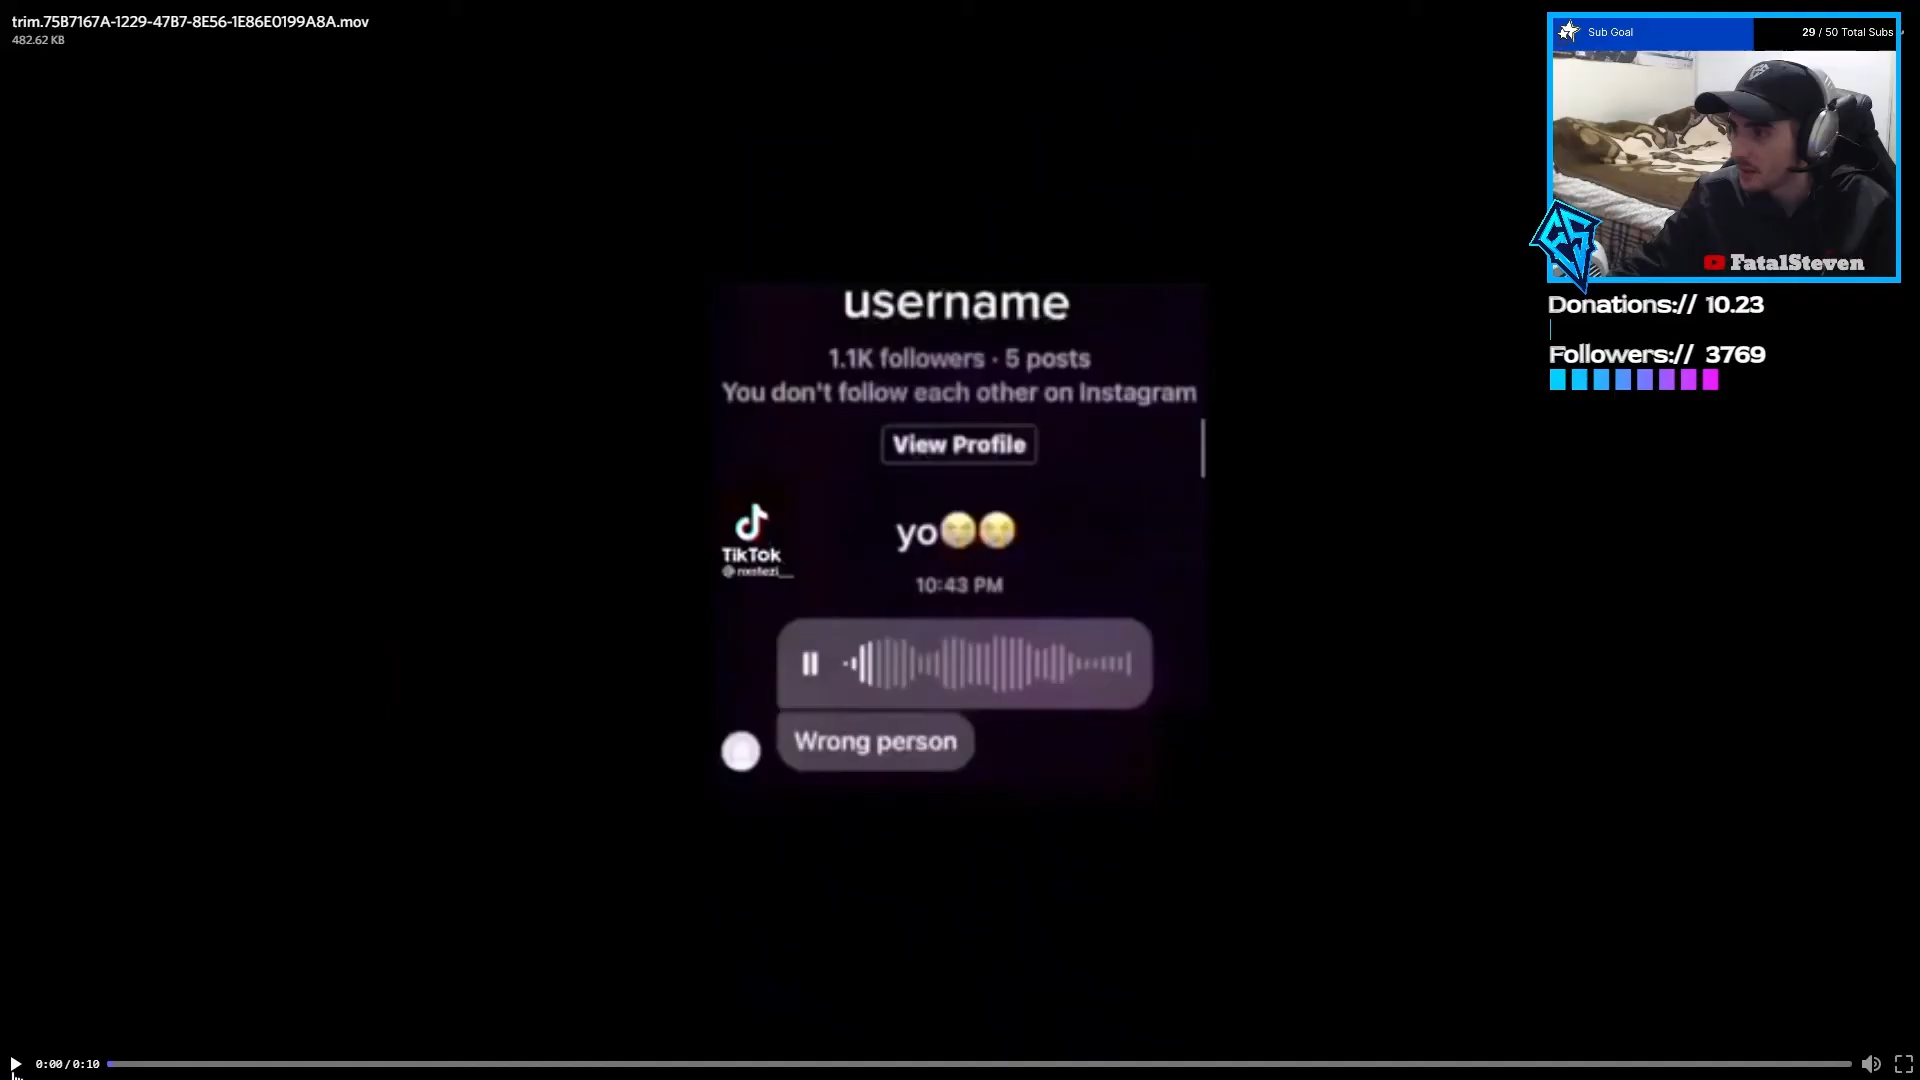 trim.75B7167A-1229-47B7-8E56-1E86E0199A8A.mov
482.62 KB
Sub Goal
29 / 50 Total Subs
FatalSteven
Donations// 10.23
Followers// 3769
username
1.1K followers · 5 posts
You don't follow each other on Instagram
View Profile
TikTok
yo
10:43 PM
Wrong person
0:00/0:10